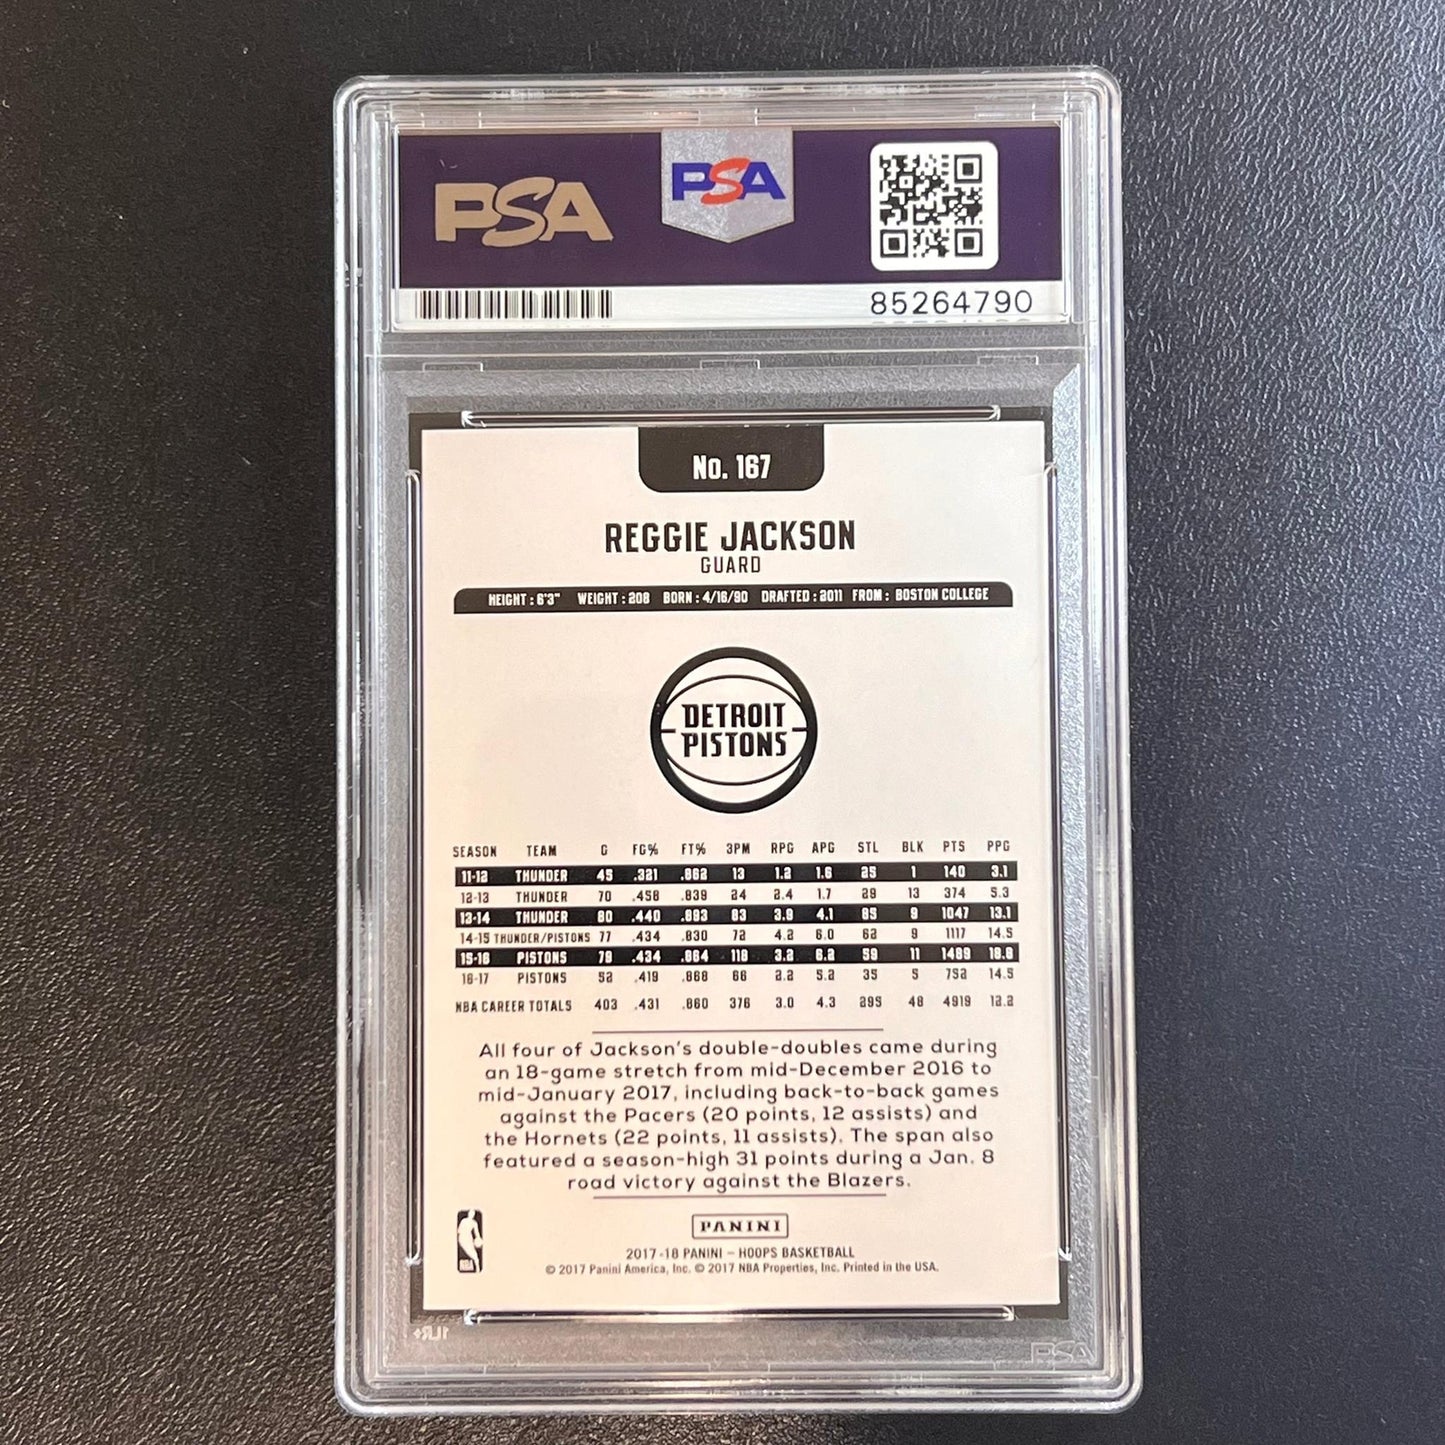 PSA
PSA
85264790
No. 167
REGGIE JACKSON
GUARD
HEIGHT : 6'3" WEIGHT : 208 BORN : 4/16/90 DRAFTED : 2011 FROM : BOSTON COLLEGE
DETROIT
PISTONS
SEASON TEAM G FG% FT% 3PM RPG APG STL BLK PTS PPG
11-12 THUNDER 45 .321 .862 13 1.2 1.6 25 1 140 3.1
12-13 THUNDER 70 .458 .839 24 2.4 1.7 29 13 374 5.3
13-14 THUNDER 80 .440 .893 83 3.9 4.1 85 9 1047 13.1
14-15 THUNDER/PISTONS 77 .434 .830 72 4.2 6.0 62 9 1117 14.5
15-16 PISTONS 79 .434 .864 118 3.2 6.2 59 11 1489 18.8
16-17 PISTONS 52 .419 .868 66 2.2 5.2 35 5 752 14.5
NBA CAREER TOTALS 403 .431 .860 376 3.0 4.3 295 48 4919 12.2
All four of Jackson's double-doubles came during
an 18-game stretch from mid-December 2016 to
mid-January 2017, including back-to-back games
against the Pacers (20 points, 12 assists) and
the Hornets (22 points, 11 assists). The span also
featured a season-high 31 points during a Jan. 8
road victory against the Blazers.
PANINI
NBA
2017-18 PANINI – HOOPS BASKETBALL
© 2017 Panini America, Inc. © 2017 NBA Properties, Inc. Printed in the USA.
PSA